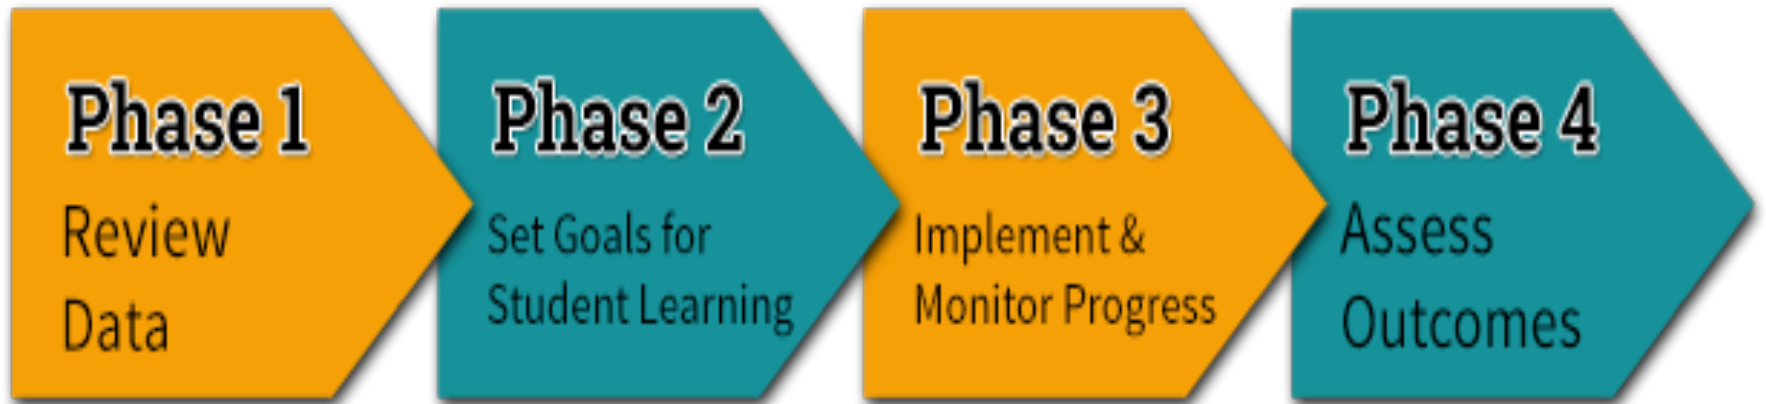 Phase 1
Review
Data
Phase 2
Set Goals for
Student Learning
Phase 3
Implement &
Monitor Progress
Phase 4
Assess
Outcomes